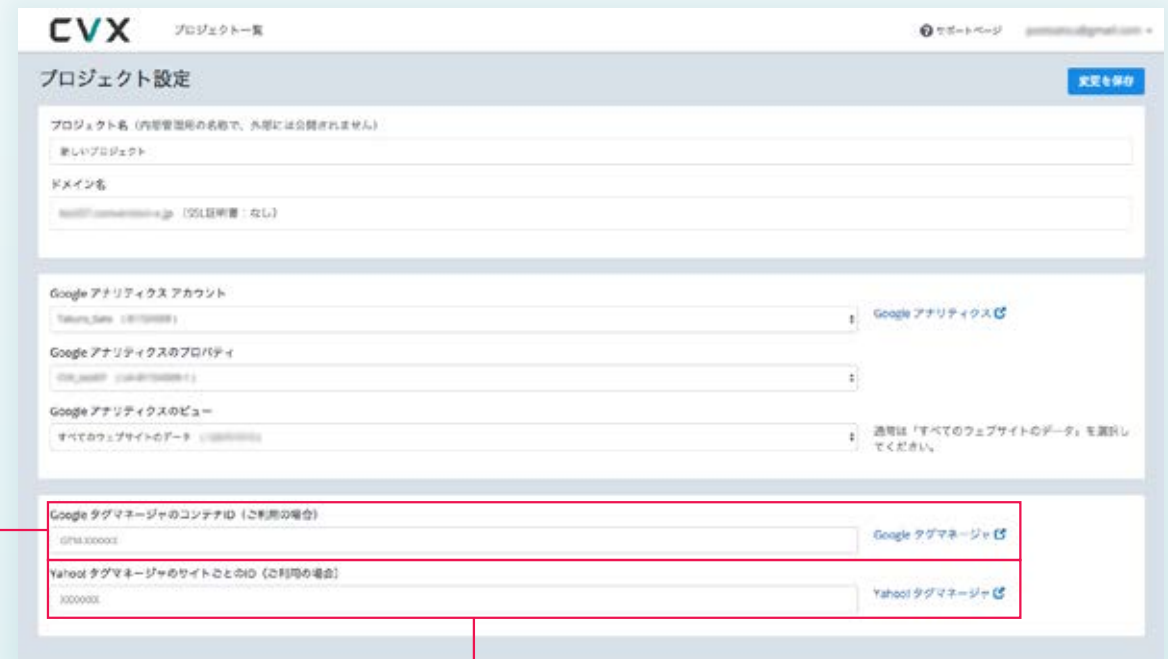 CVX プロジェクト一覧 サポートページ
プロジェクト設定 変更を保存
プロジェクト名（内部管理用の名称で、外部には公開されません）
新しいプロジェクト
ドメイン名
（SSL証明書：なし）
Google アナリティクス アカウント
Google アナリティクス
Google アナリティクスのプロパティ
Google アナリティクスのビュー
すべてのウェブサイトのデータ
通常は「すべてのウェブサイトのデータ」を選択し
てください。
Google タグマネージャのコンテナID（ご利用の場合）
Google タグマネージャ
Yahoo! タグマネージャのサイトごとのID（ご利用の場合）
XXXXXXX
Yahoo! タグマネージャ